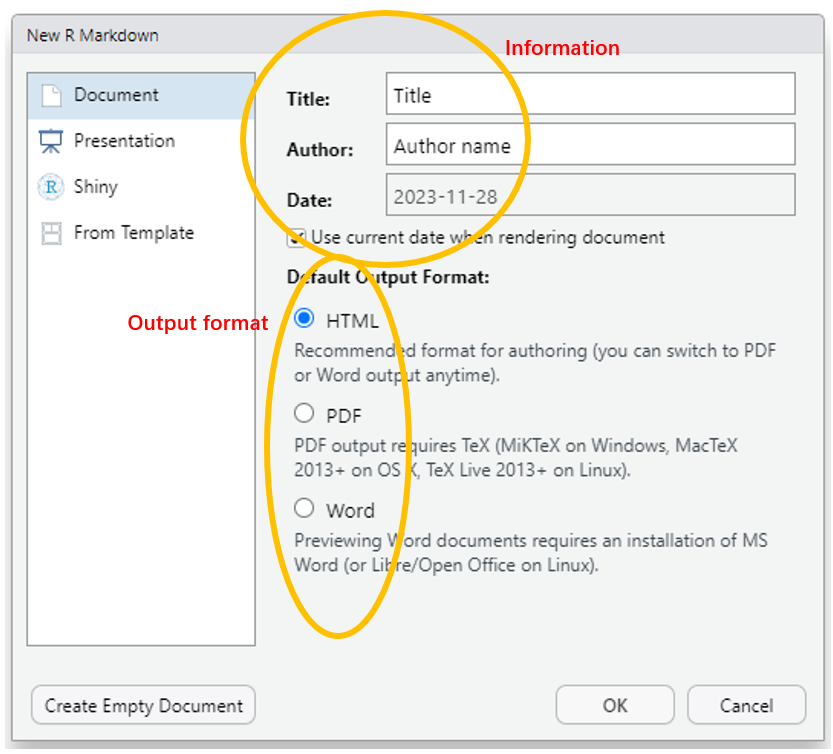 New R Markdown
Information
Document
Presentation
Shiny
From Template
Title:
Title
Author:
Author name
Date:
2023-11-28
Use current date when rendering document
Default Output Format:
Output format
HTML
Recommended format for authoring (you can switch to PDF
or Word output anytime).
PDF
PDF output requires TeX (MiKTeX on Windows, MacTeX
2013+ on OS X, TeX Live 2013+ on Linux).
Word
Previewing Word documents requires an installation of MS
Word (or Libre/Open Office on Linux).
Create Empty Document
OK
Cancel